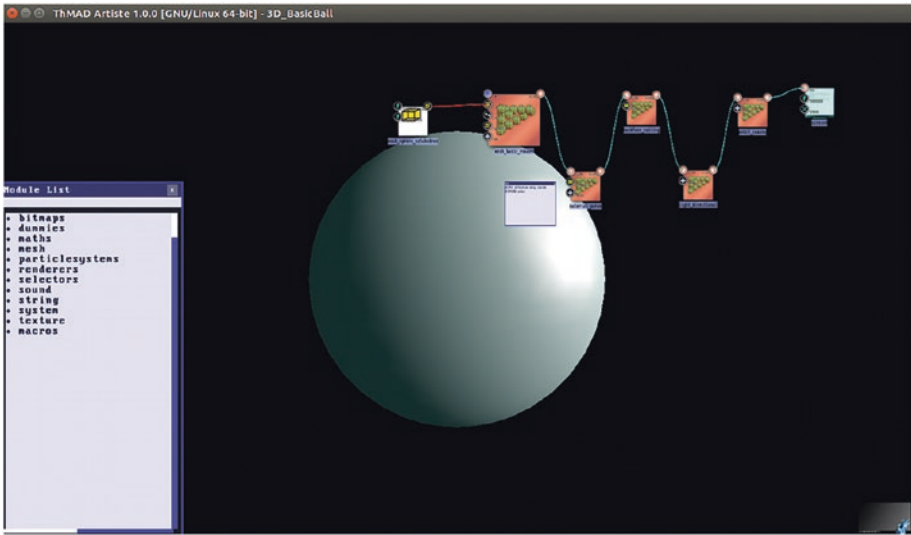 ThMAD Artiste 1.0.0 [GNU/Linux 64-bit] - 3D_BasicBall
Module List
x
bitmaps
dummies
maths
mesh
particlesystems
renderers
selectors
sound
string
system
texture
macros